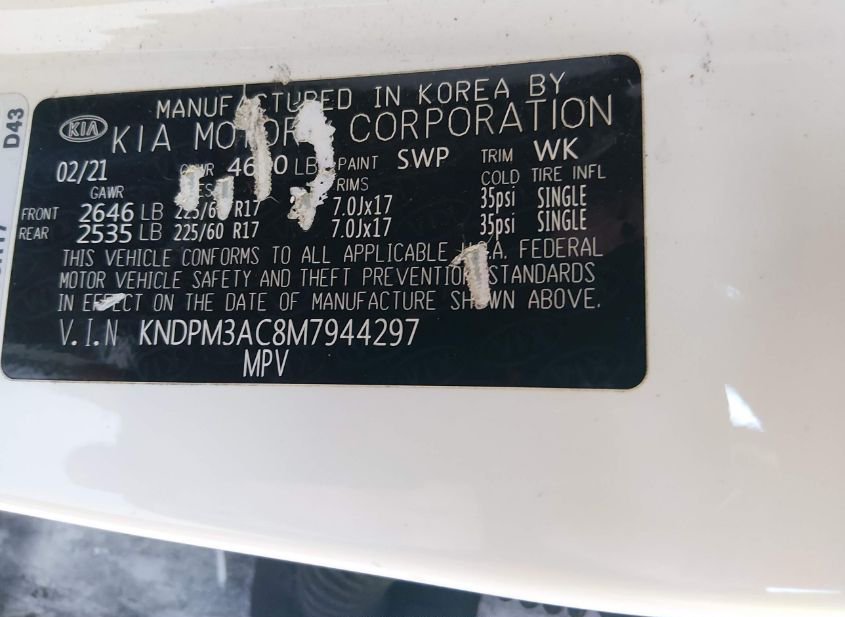 MANUFACTURED IN KOREA BY
KIA
KIA MOTORS CORPORATION
02/21 PAINT SWP TRIM WK
GAWR RIMS COLD TIRE INFL
FRONT 2646 LB R17 7.0Jx17 35psi SINGLE
REAR 2535 LB 225/60 R17 7.0Jx17 35psi SINGLE
THIS VEHICLE CONFORMS TO ALL APPLICABLE U.S.A. FEDERAL
MOTOR VEHICLE SAFETY AND THEFT PREVENTION STANDARDS
IN EFFECT ON THE DATE OF MANUFACTURE SHOWN ABOVE.
V.I.N KNDPM3AC8M7944297
MPV
D43